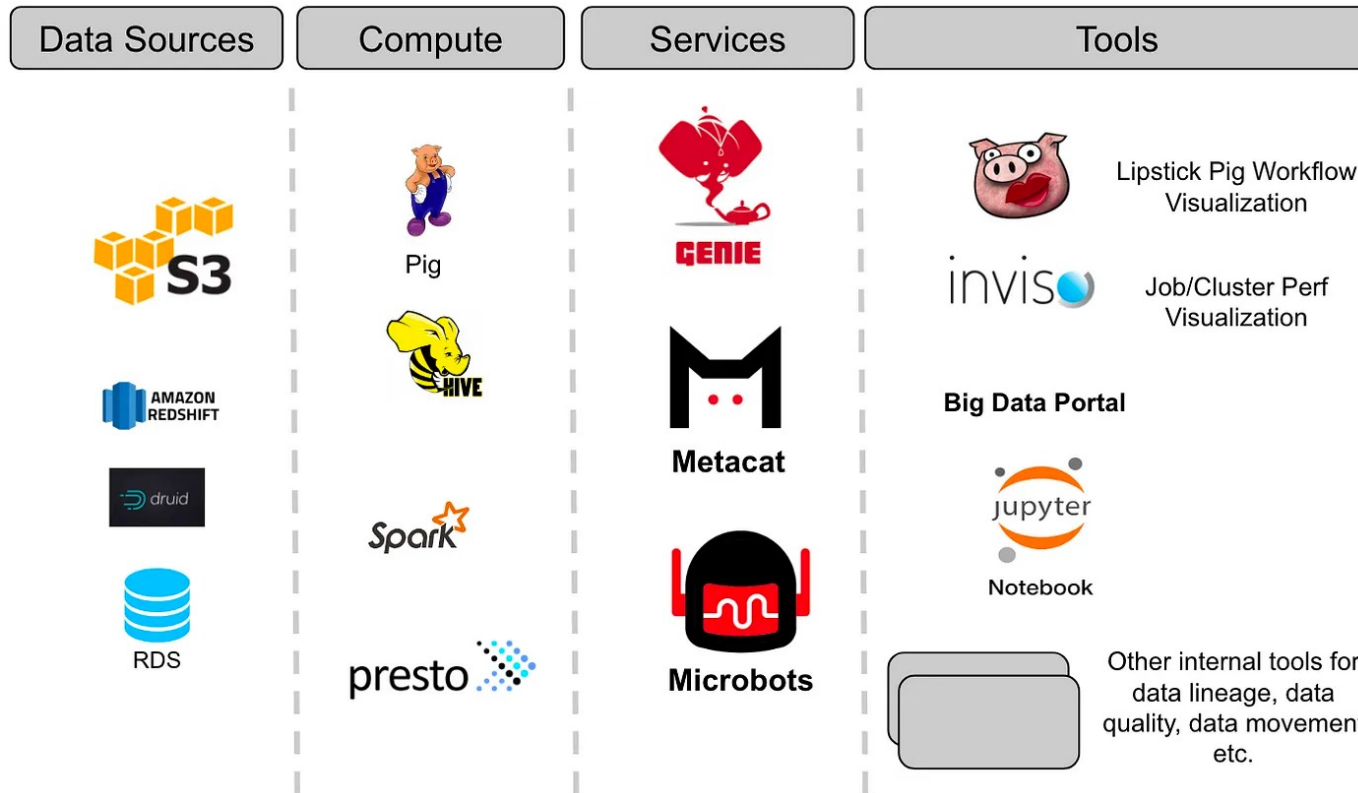 Data Sources
Compute
Services
Tools
S3
AMAZON
REDSHIFT
druid
RDS
Pig
HIVE
Spark
presto
GENIE
Metacat
Microbots
Lipstick Pig Workflow
Visualization
inviso
Job/Cluster Perf
Visualization
Big Data Portal
jupyter
Notebook
Other internal tools for
data lineage, data
quality, data movement
etc.